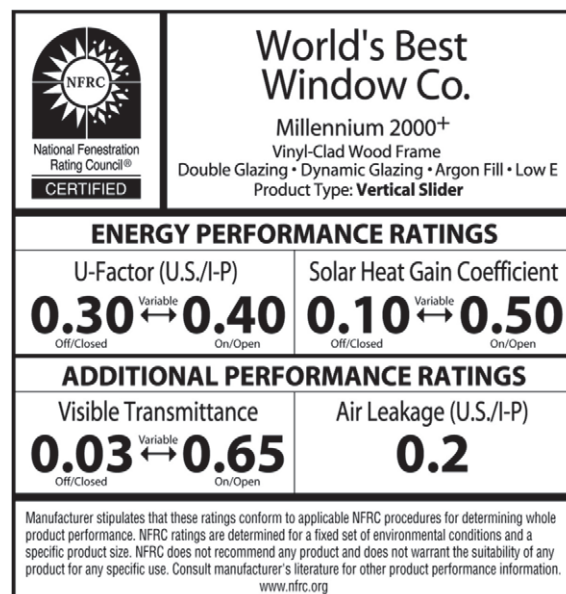 NFRC
National Fenestration
Rating Council®
CERTIFIED
World's Best
Window Co.
Millennium 2000+
Vinyl-Clad Wood Frame
Double Glazing • Dynamic Glazing • Argon Fill • Low E
Product Type: Vertical Slider
ENERGY PERFORMANCE RATINGS
U-Factor (U.S./I-P)
0.30 Variable ↔ 0.40
Off/Closed On/Open
Solar Heat Gain Coefficient
0.10 Variable ↔ 0.50
Off/Closed On/Open
ADDITIONAL PERFORMANCE RATINGS
Visible Transmittance
0.03 Variable ↔ 0.65
Off/Closed On/Open
Air Leakage (U.S./I-P)
0.2
Manufacturer stipulates that these ratings conform to applicable NFRC procedures for determining whole
product performance. NFRC ratings are determined for a fixed set of environmental conditions and a
specific product size. NFRC does not recommend any product and does not warrant the suitability of any
product for any specific use. Consult manufacturer's literature for other product performance information.
www.nfrc.org